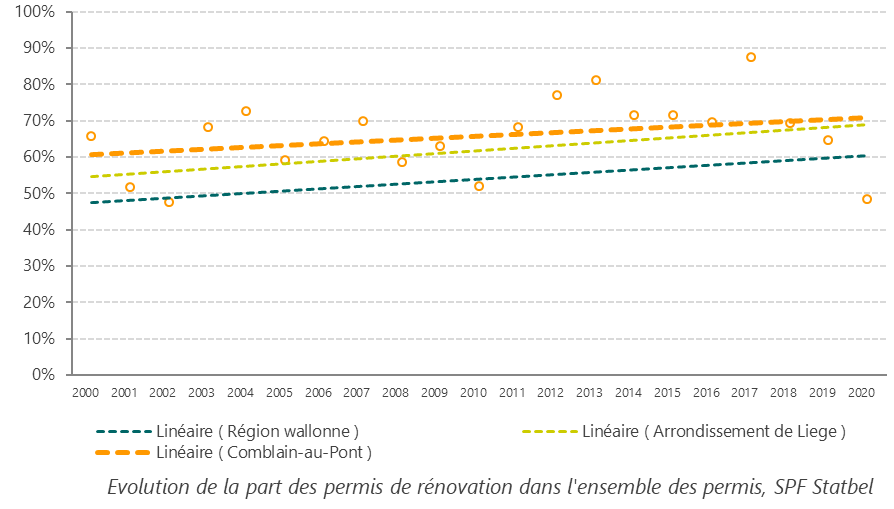 100%
90%
80%
70%
60%
50%
40%
30%
20%
10%
0%
2000 2001 2002 2003 2004 2005 2006 2007 2008 2009 2010 2011 2012 2013 2014 2015 2016 2017 2018 2019 2020
Linéaire ( Région wallonne ) Linéaire ( Arrondissement de Liege )
Linéaire ( Comblain-au-Pont )
Evolution de la part des permis de rénovation dans l'ensemble des permis, SPF Statbel